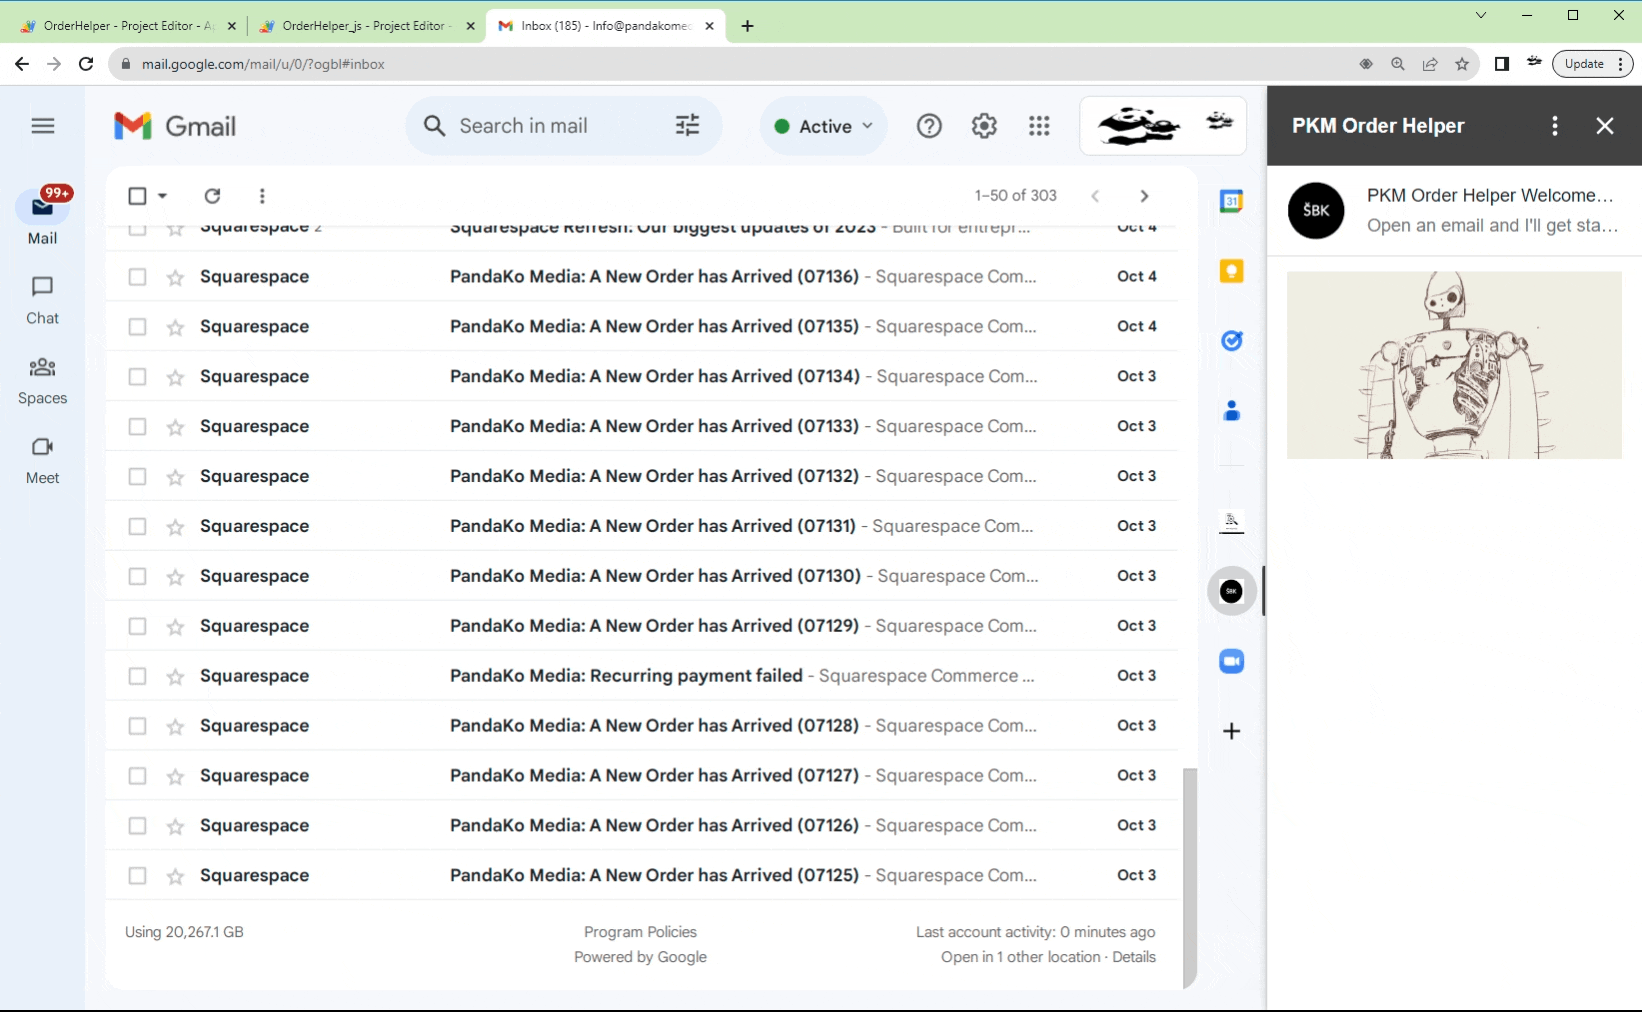 OrderHelper - Project Editor - A
OrderHelper_js - Project Editor -
Inbox (185) - Info@pandakomec
mail.google.com/mail/u/0/?ogbl#inbox
Update
Gmail
Search in mail
Active
PKM Order Helper
99+
Mail
Chat
Spaces
Meet
1–50 of 303
Squarespace 2 Squarespace Refresh: Our biggest updates of 2023 - Built for entrepr... Oct 4
Squarespace PandaKo Media: A New Order has Arrived (07136) - Squarespace Com... Oct 4
Squarespace PandaKo Media: A New Order has Arrived (07135) - Squarespace Com... Oct 4
Squarespace PandaKo Media: A New Order has Arrived (07134) - Squarespace Com... Oct 3
Squarespace PandaKo Media: A New Order has Arrived (07133) - Squarespace Com... Oct 3
Squarespace PandaKo Media: A New Order has Arrived (07132) - Squarespace Com... Oct 3
Squarespace PandaKo Media: A New Order has Arrived (07131) - Squarespace Com... Oct 3
Squarespace PandaKo Media: A New Order has Arrived (07130) - Squarespace Com... Oct 3
Squarespace PandaKo Media: A New Order has Arrived (07129) - Squarespace Com... Oct 3
Squarespace PandaKo Media: Recurring payment failed - Squarespace Commerce ... Oct 3
Squarespace PandaKo Media: A New Order has Arrived (07128) - Squarespace Com... Oct 3
Squarespace PandaKo Media: A New Order has Arrived (07127) - Squarespace Com... Oct 3
Squarespace PandaKo Media: A New Order has Arrived (07126) - Squarespace Com... Oct 3
Squarespace PandaKo Media: A New Order has Arrived (07125) - Squarespace Com... Oct 3
Using 20,267.1 GB
Program Policies
Powered by Google
Last account activity: 0 minutes ago
Open in 1 other location · Details
31
ŠBK
ŠBK
PKM Order Helper Welcome...
Open an email and I'll get sta...